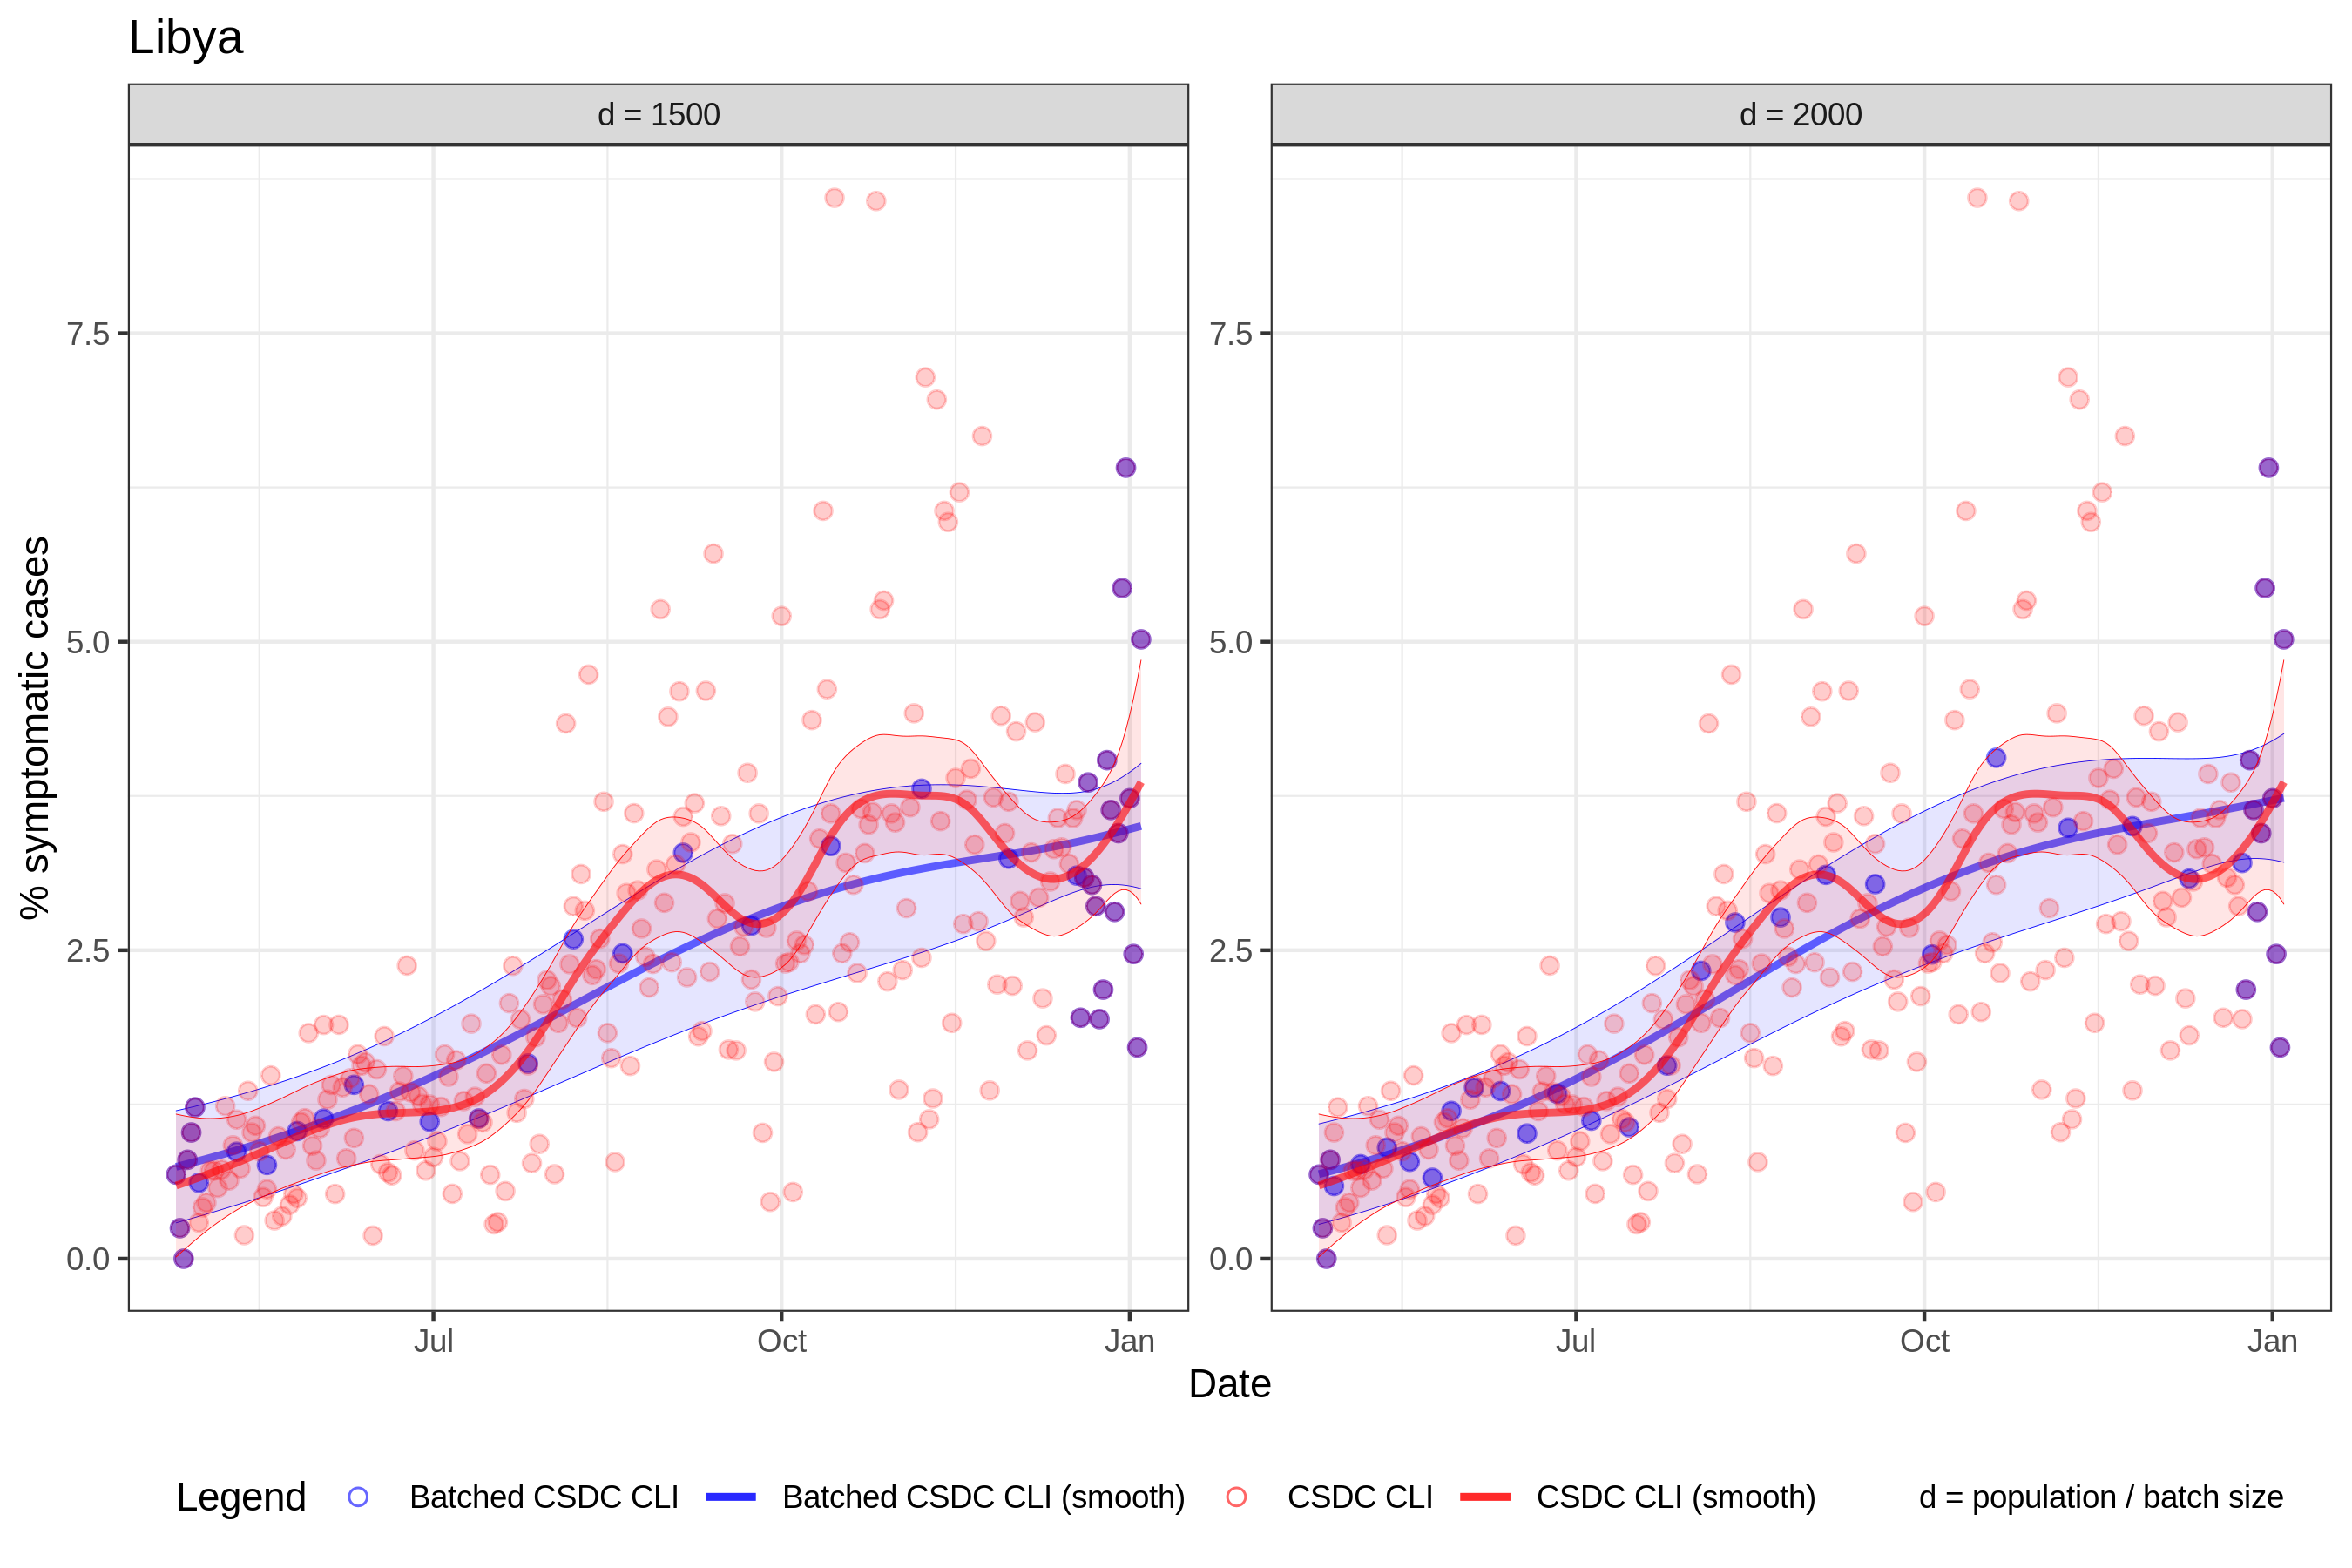 Libya
d = 1500
d = 2000
% symptomatic cases
7.5
5.0
2.5
0.0
7.5
5.0
2.5
0.0
Jul
Oct
Jan
Jul
Oct
Jan
Date
Legend
Batched CSDC CLI
Batched CSDC CLI (smooth)
CSDC CLI
CSDC CLI (smooth)
d = population / batch size